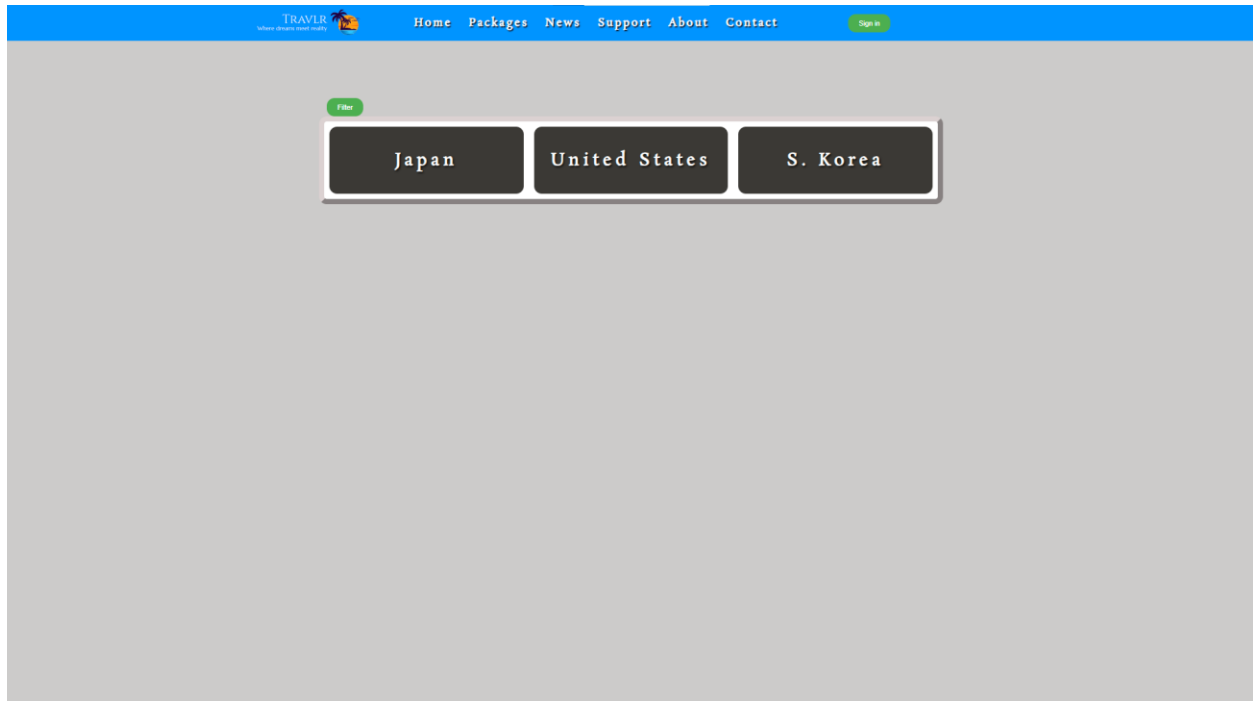 TRAVLR
Where dreams meet reality
Home Packages News Support About Contact
Sign in
Filter
Japan United States S. Korea